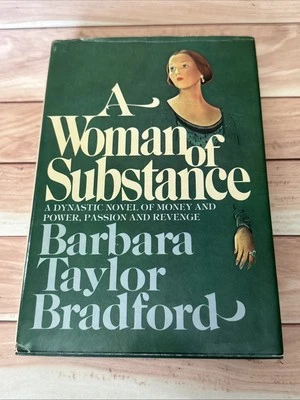 A
Woman of
Substance
A DYNASTIC NOVEL OF MONEY AND
POWER, PASSION AND REVENGE
Barbara
Taylor
Bradford